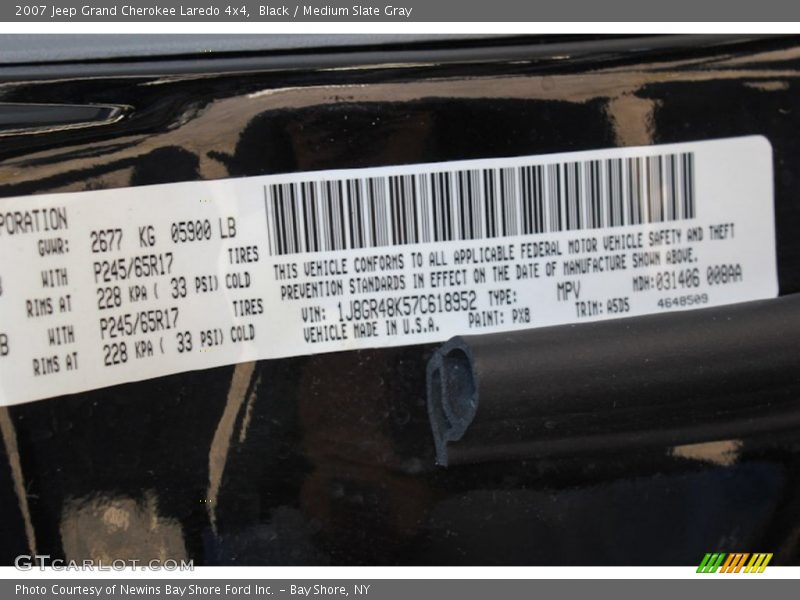 2007 Jeep Grand Cherokee Laredo 4x4, Black / Medium Slate Gray
PORATION
GVWR: 2677 KG 05900 LB
WITH P245/65R17 TIRES
RIMS AT 228 KPA ( 33 PSI) COLD
B WITH P245/65R17 TIRES
RIMS AT 228 KPA ( 33 PSI) COLD
THIS VEHICLE CONFORMS TO ALL APPLICABLE FEDERAL MOTOR VEHICLE SAFETY AND THEFT
PREVENTION STANDARDS IN EFFECT ON THE DATE OF MANUFACTURE SHOWN ABOVE.
VIN: 1J8GR48K57C618952 TYPE: MPV MDH:031406 008AA
VEHICLE MADE IN U.S.A. PAINT: PXB TRIM: A5DS 4648509
GTCARLOT.COM
Photo Courtesy of Newins Bay Shore Ford Inc. - Bay Shore, NY